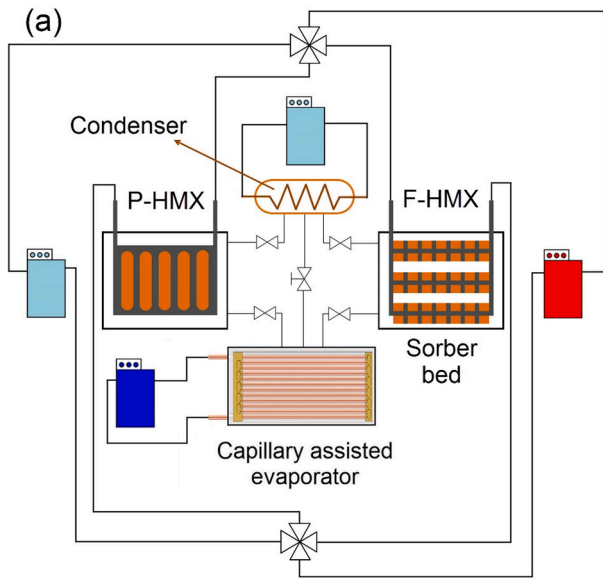 (a)
Condenser
P-HMX
F-HMX
Sorber
bed
Capillary assisted
evaporator